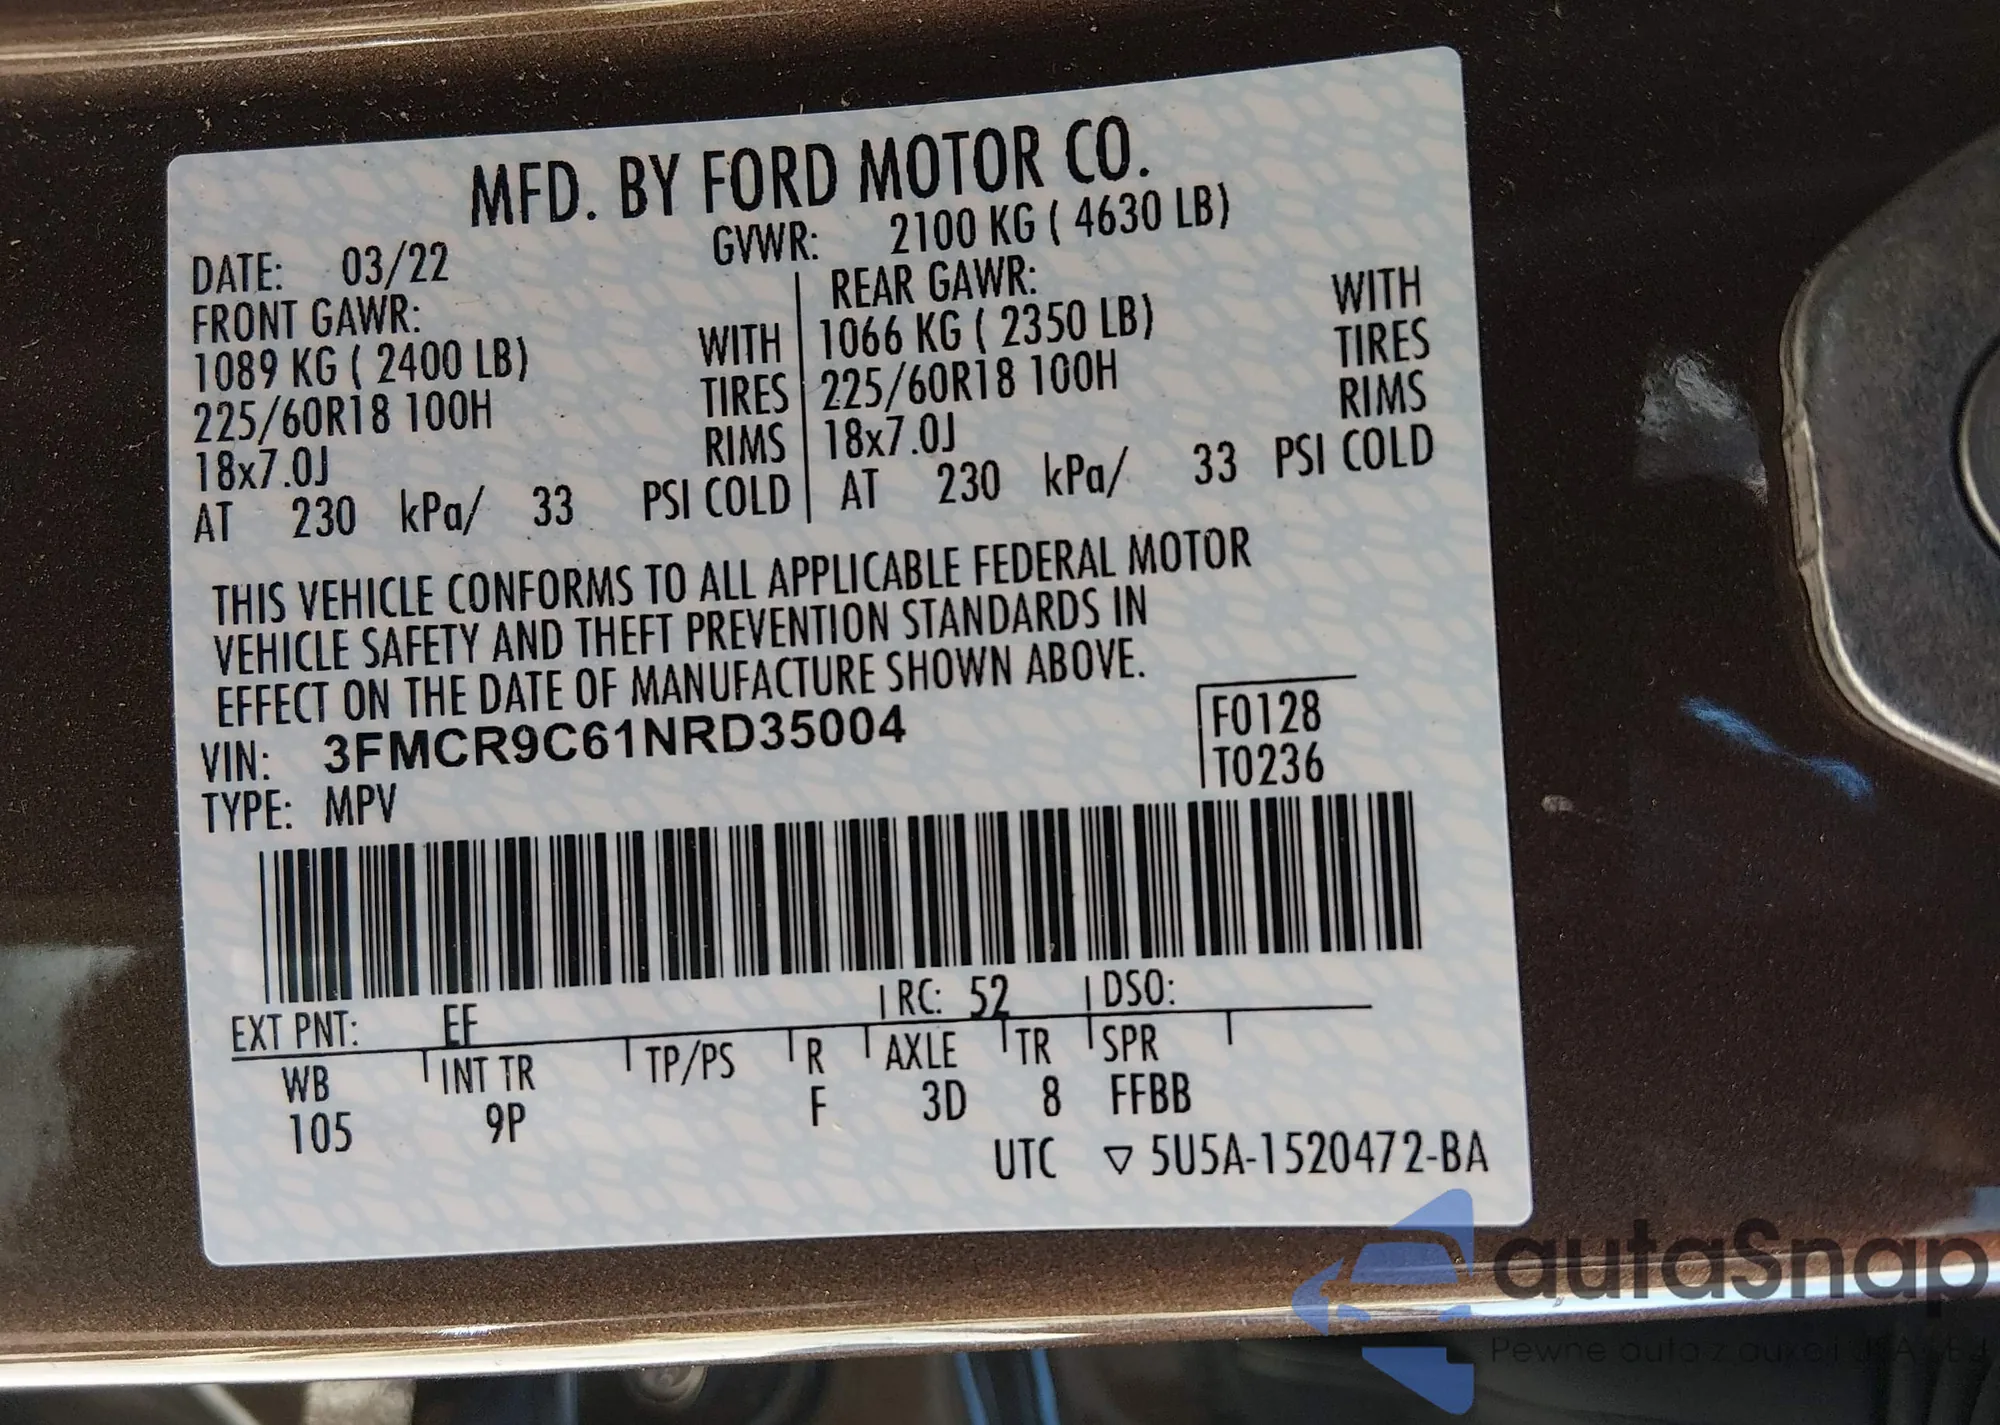 MFD. BY FORD MOTOR CO.
DATE: 03/22 GVWR: 2100 KG ( 4630 LB)
FRONT GAWR: REAR GAWR:
1089 KG ( 2400 LB) WITH 1066 KG ( 2350 LB) WITH
225/60R18 100H TIRES 225/60R18 100H TIRES
18x7.0J RIMS 18x7.0J RIMS
AT 230 kPa/ 33 PSI COLD AT 230 kPa/ 33 PSI COLD
THIS VEHICLE CONFORMS TO ALL APPLICABLE FEDERAL MOTOR
VEHICLE SAFETY AND THEFT PREVENTION STANDARDS IN
EFFECT ON THE DATE OF MANUFACTURE SHOWN ABOVE.
VIN: 3FMCR9C61NRD35004 F0128
TYPE: MPV T0236
EXT PNT: EF RC: 52 DSO:
WB INT TR TP/PS R AXLE TR SPR
105 9P F 3D 8 FFBB
UTC ▽ 5U5A-1520472-BA
autaSnap
Pewne auta z aukcji USA